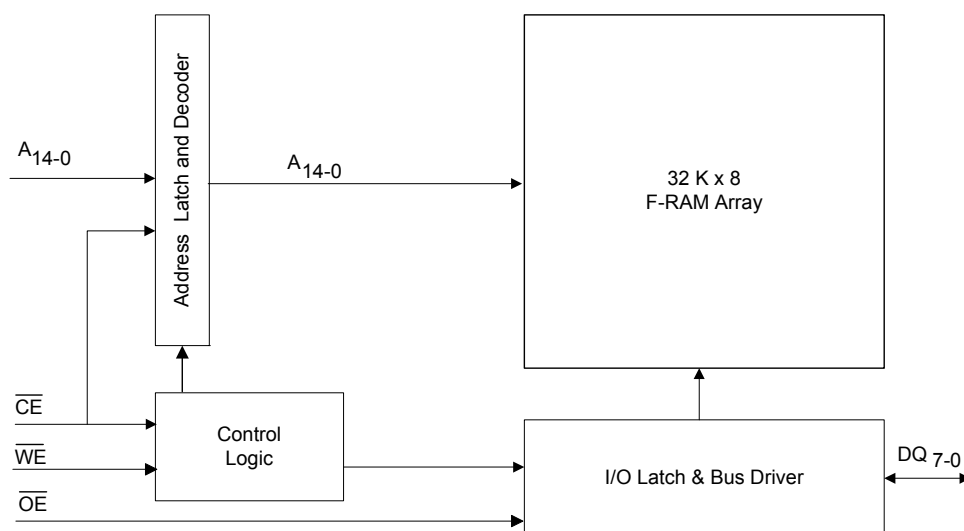 Address Latch and Decoder
A14-0
A14-0
32 K x 8
F-RAM Array
CE
WE
OE
Control
Logic
I/O Latch & Bus Driver
DQ 7-0